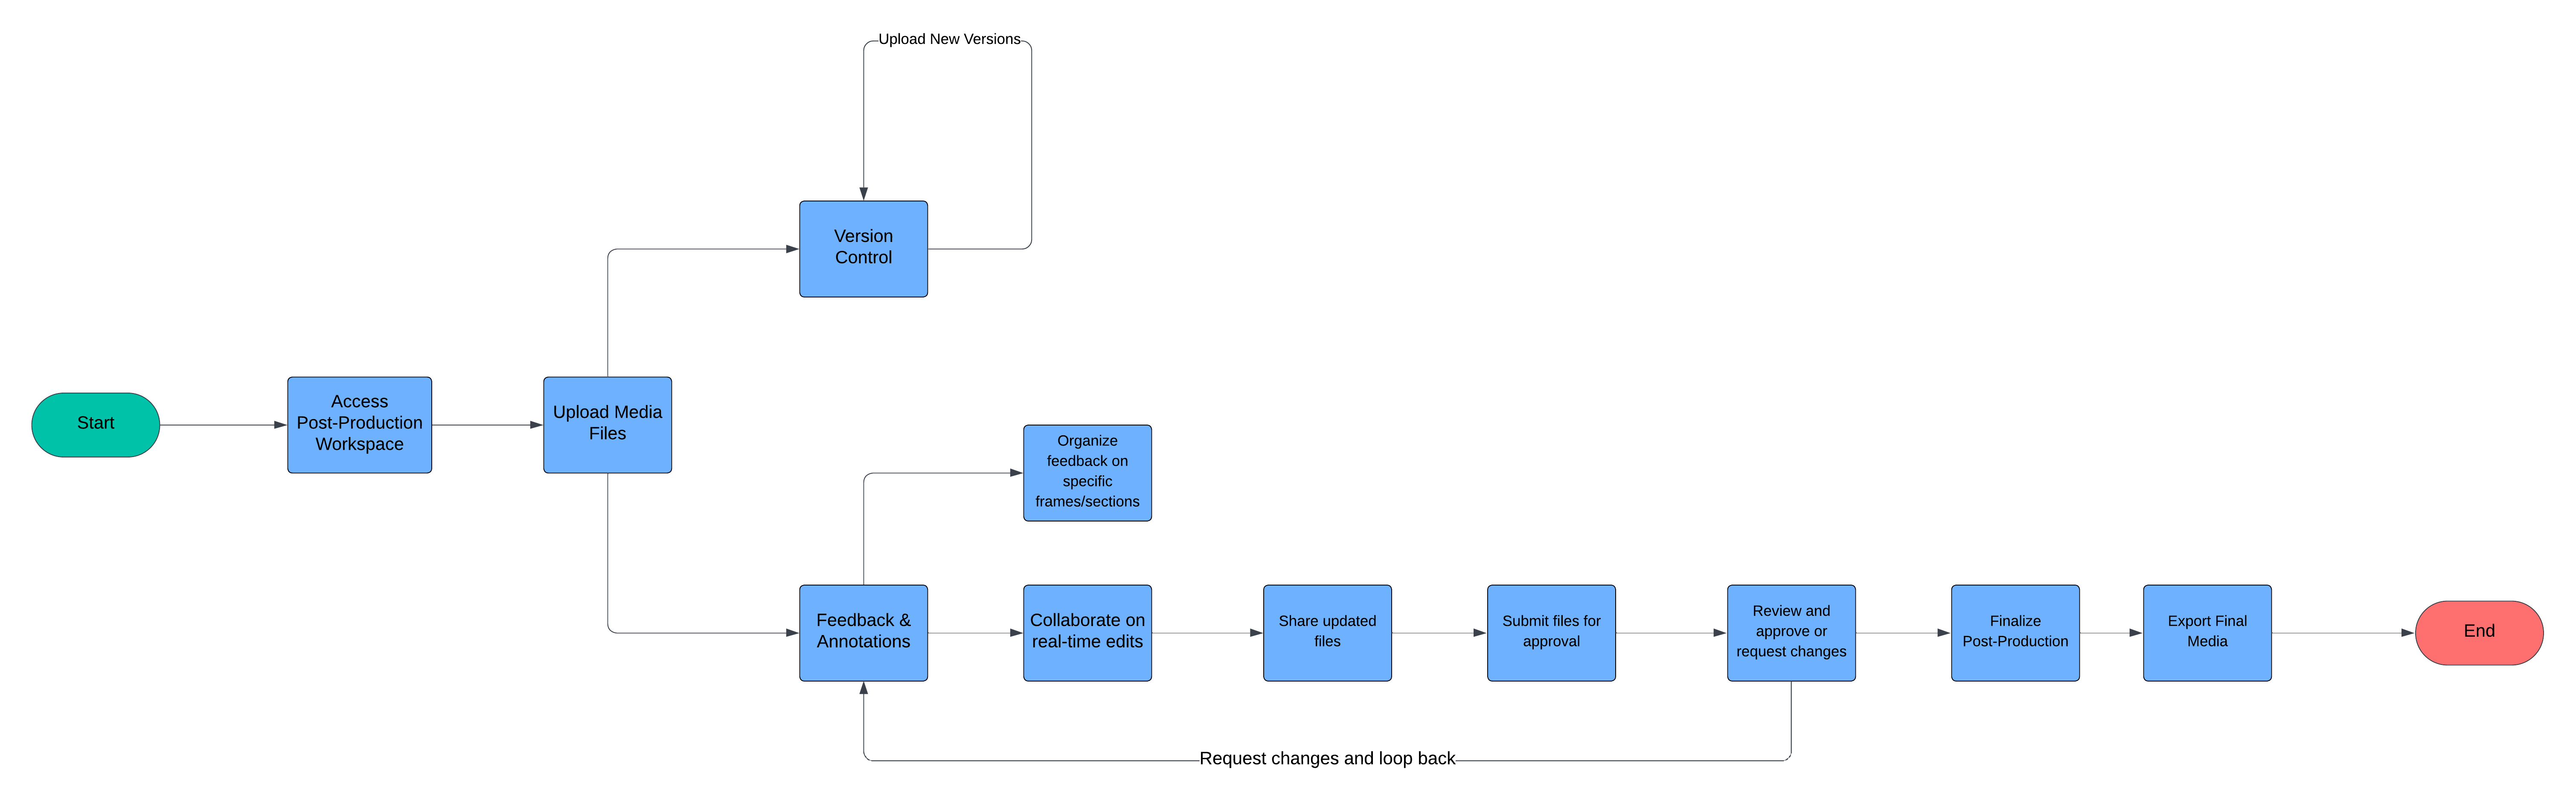 Upload New Versions
Version
Control
Start
Access
Post-Production
Workspace
Upload Media
Files
Organize
feedback on
specific
frames/sections
Feedback &
Annotations
Collaborate on
real-time edits
Share updated
files
Submit files for
approval
Review and
approve or
request changes
Finalize
Post-Production
Export Final
Media
End
Request changes and loop back